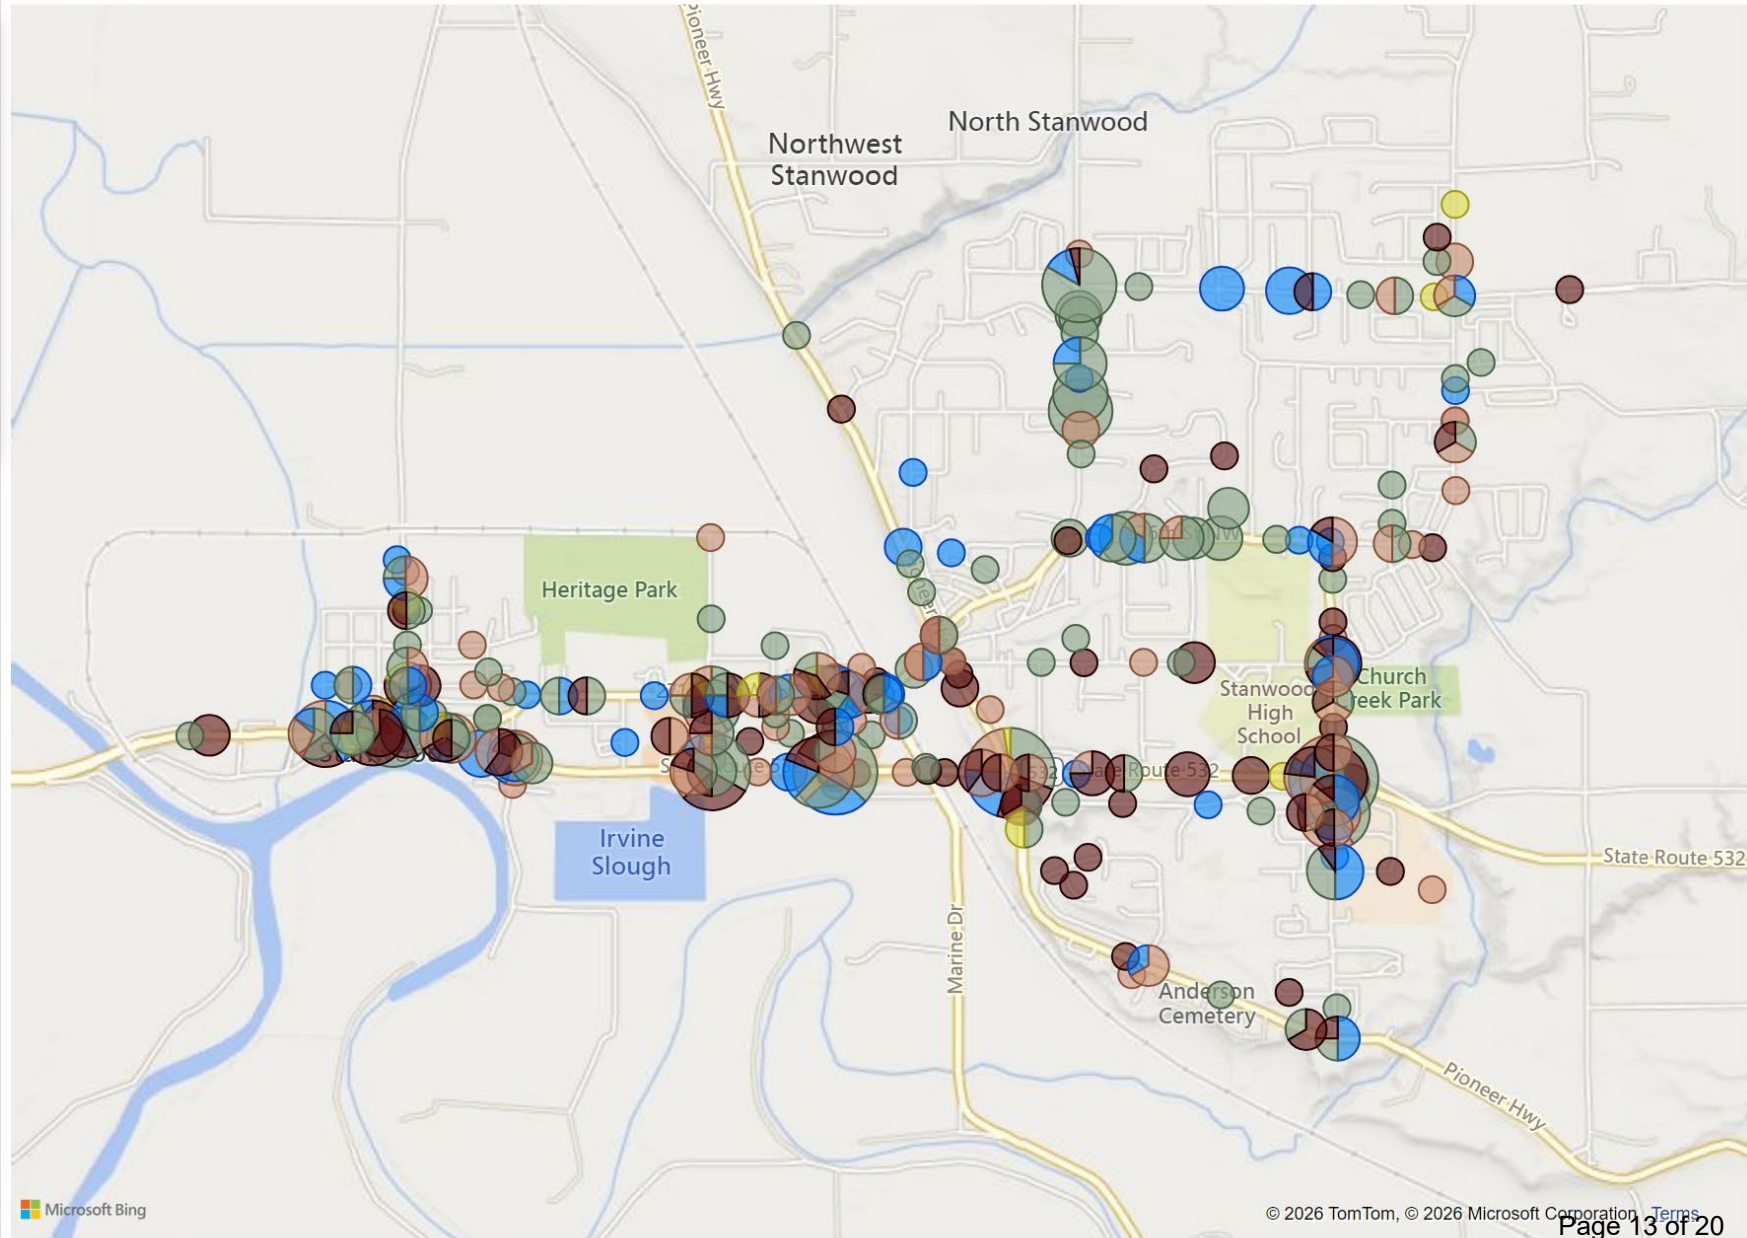 Pioneer Hwy
North Stanwood
Northwest
Stanwood
Heritage Park
Stanwood
High
School
Church
Creek Park
State Route 532
Irvine
Slough
State Route 532
Marine Dr
Anderson
Cemetery
Pioneer Hwy
Microsoft Bing
© 2026 TomTom, © 2026 Microsoft Corporation Terms
Page 13 of 20